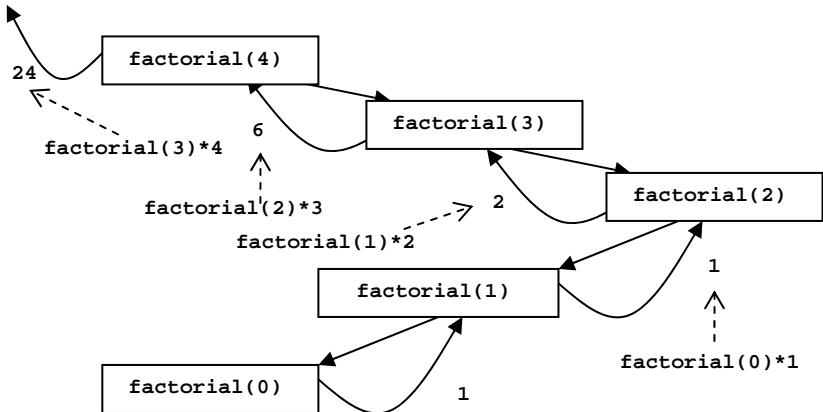 factorial(4)
24
factorial(3)
6
factorial(3)*4
factorial(2)
2
factorial(2)*3
factorial(1)*2
1
factorial(1)
factorial(0)*1
factorial(0)
1